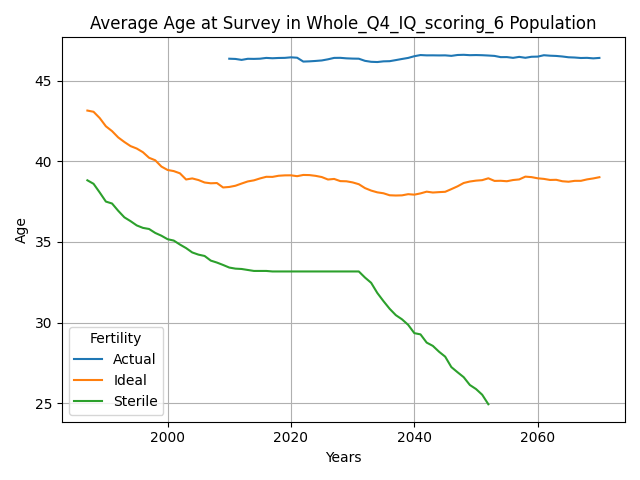 Average Age at Survey in Whole_Q4_IQ_scoring_6 Population
45
40
35
30
25
Age
Fertility
Actual
Ideal
Sterile
2000 2020 2040 2060
Years